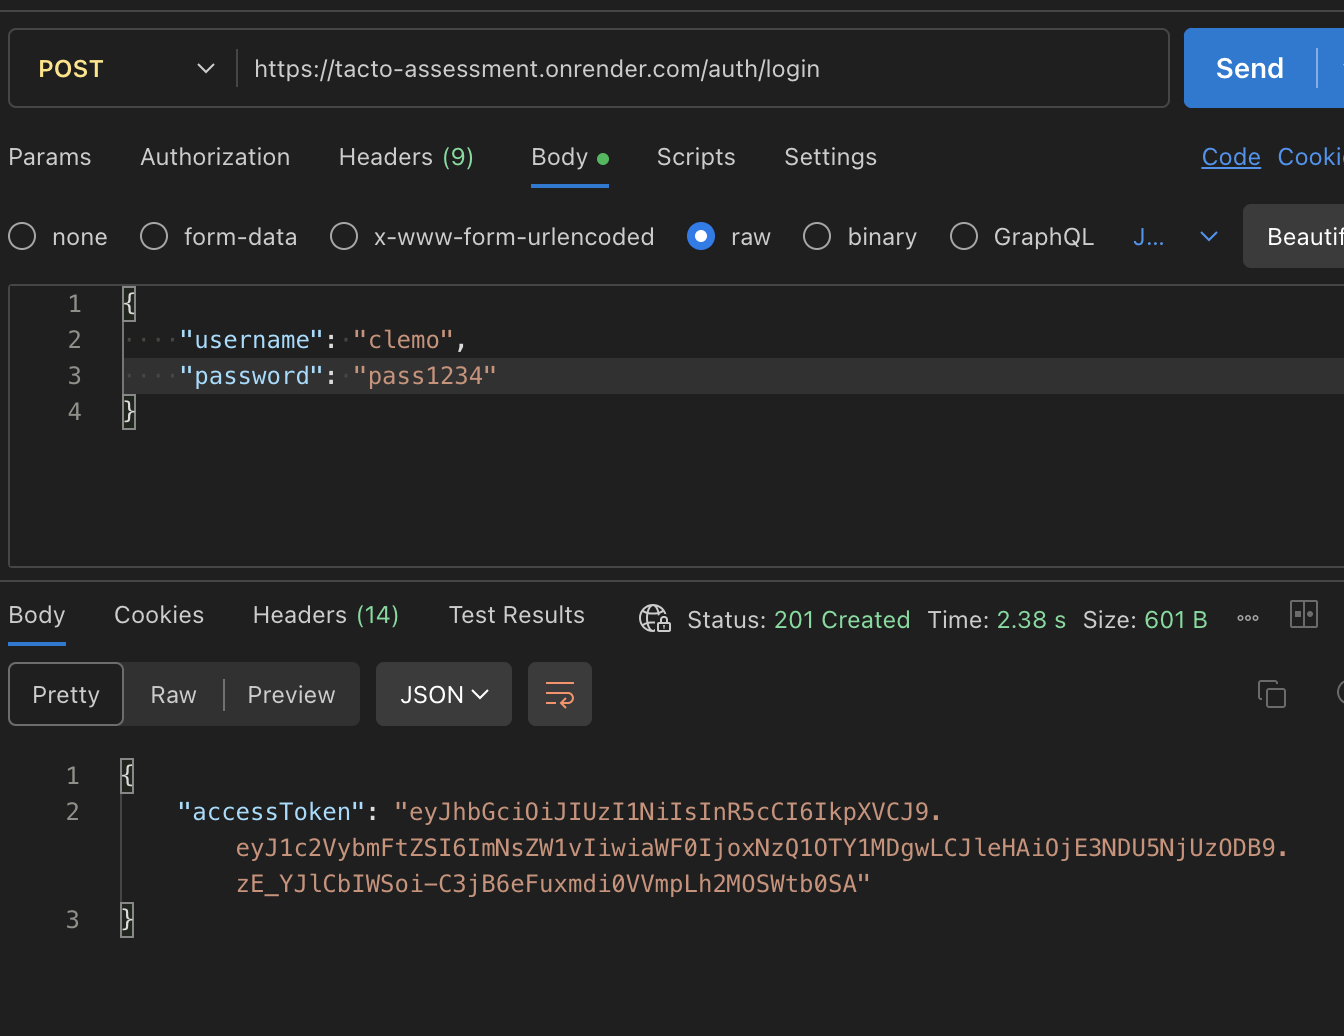 POST https://tacto-assessment.onrender.com/auth/login Send
Params Authorization Headers (9) Body Scripts Settings Code Cooki
none form-data x-www-form-urlencoded raw binary GraphQL J... Beautif
1 {
2 ····"username":·"clemo",
3 ····"password":·"pass1234"
4 }
Body Cookies Headers (14) Test Results Status: 201 Created Time: 2.38 s Size: 601 B
Pretty Raw Preview JSON
1 {
2 "accessToken": "eyJhbGciOiJIUzI1NiIsInR5cCI6IkpXVCJ9.
eyJ1c2VybmFtZSI6ImNsZW1vIiwiaWF0IjoxNzQ1OTY1MDgwLCJleHAiOjE3NDU5NjUzODB9.
zE_YJlCbIWSoi-C3jB6eFuxmdi0VVmpLh2MOSWtb0SA"
3 }